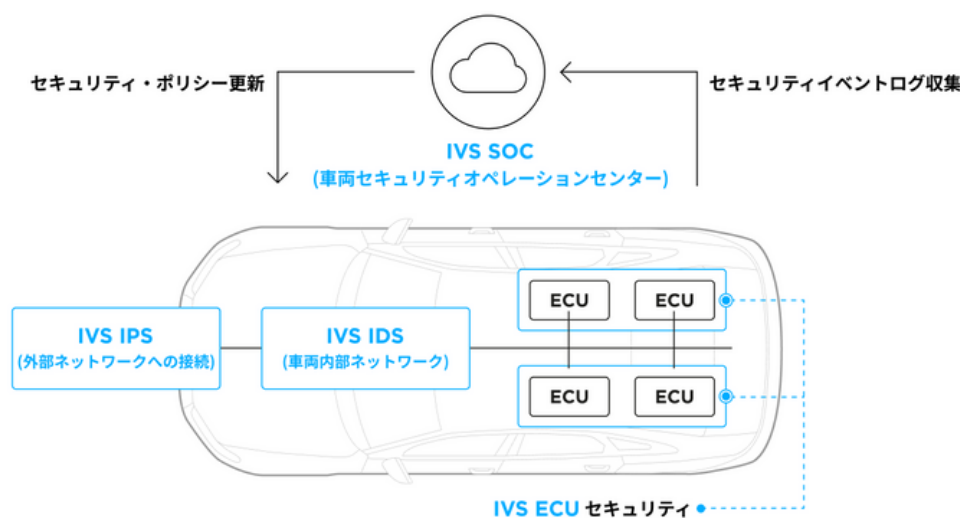 セキュリティ・ポリシー更新
セキュリティイベントログ収集
IVS SOC
(車両セキュリティオペレーションセンター)
ECU
ECU
IVS IPS
(外部ネットワークへの接続)
IVS IDS
(車両内部ネットワーク)
ECU
ECU
IVS ECU セキュリティ